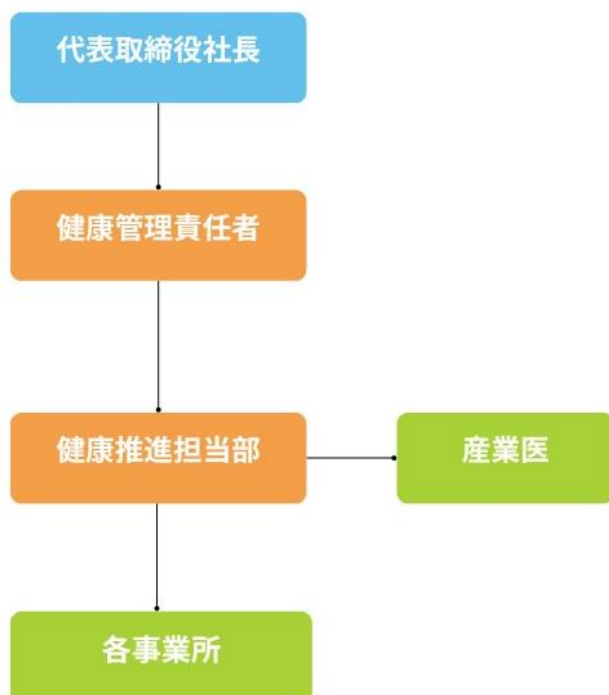 代表取締役社長
健康管理責任者
健康推進担当部
産業医
各事業所